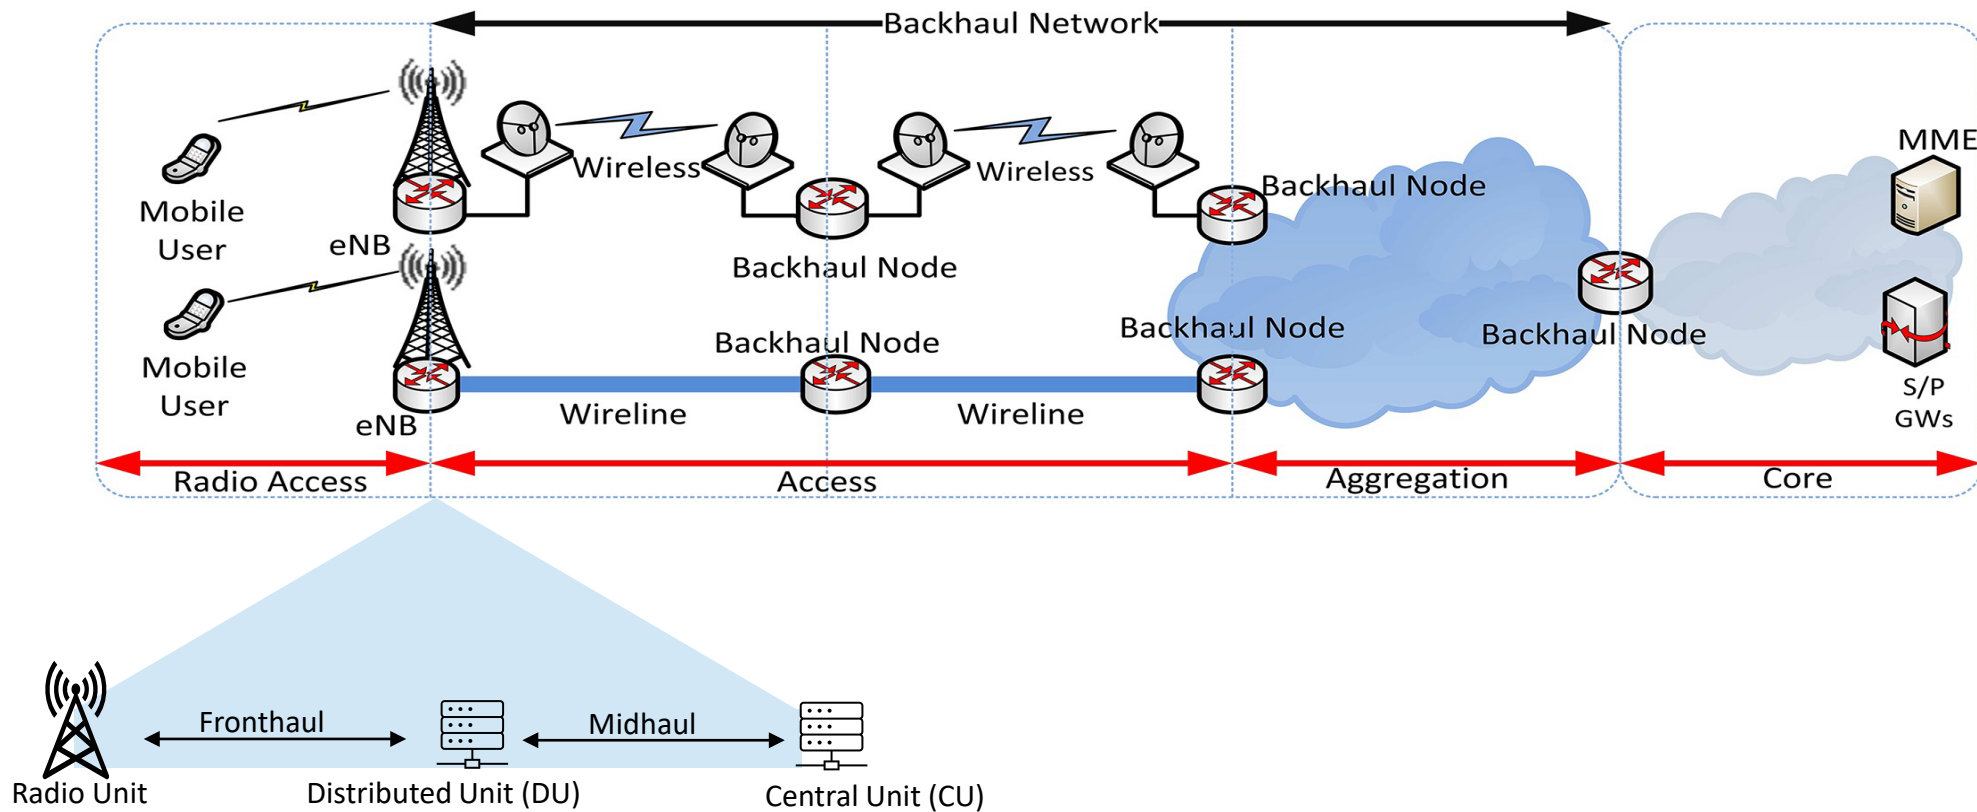 Backhaul Network
MME
Wireless
Wireless
Backhaul Node
Mobile
User
eNB
Backhaul Node
Backhaul Node
Backhaul Node
Backhaul Node
Mobile
User
eNB
Wireline
Wireline
S/P
GWs
Radio Access
Access
Aggregation
Core
Fronthaul
Midhaul
Radio Unit
Distributed Unit (DU)
Central Unit (CU)